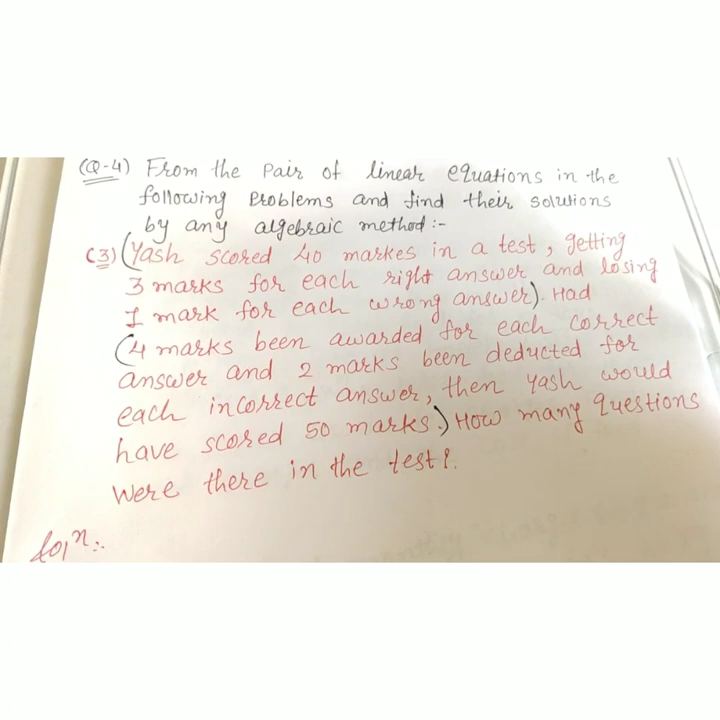 (Q-4) From the pair of linear equations in the
following problems and find their solutions
by any algebraic method :-
(3) (Yash scored 40 markes in a test, getting
3 marks for each right answer and losing
1 mark for each wrong answer). Had
(4 marks been awarded for each correct
answer and 2 marks been deducted for
each incorrect answer, then Yash would
have scored 50 marks.) How many questions
were there in the test?
Solⁿ:.